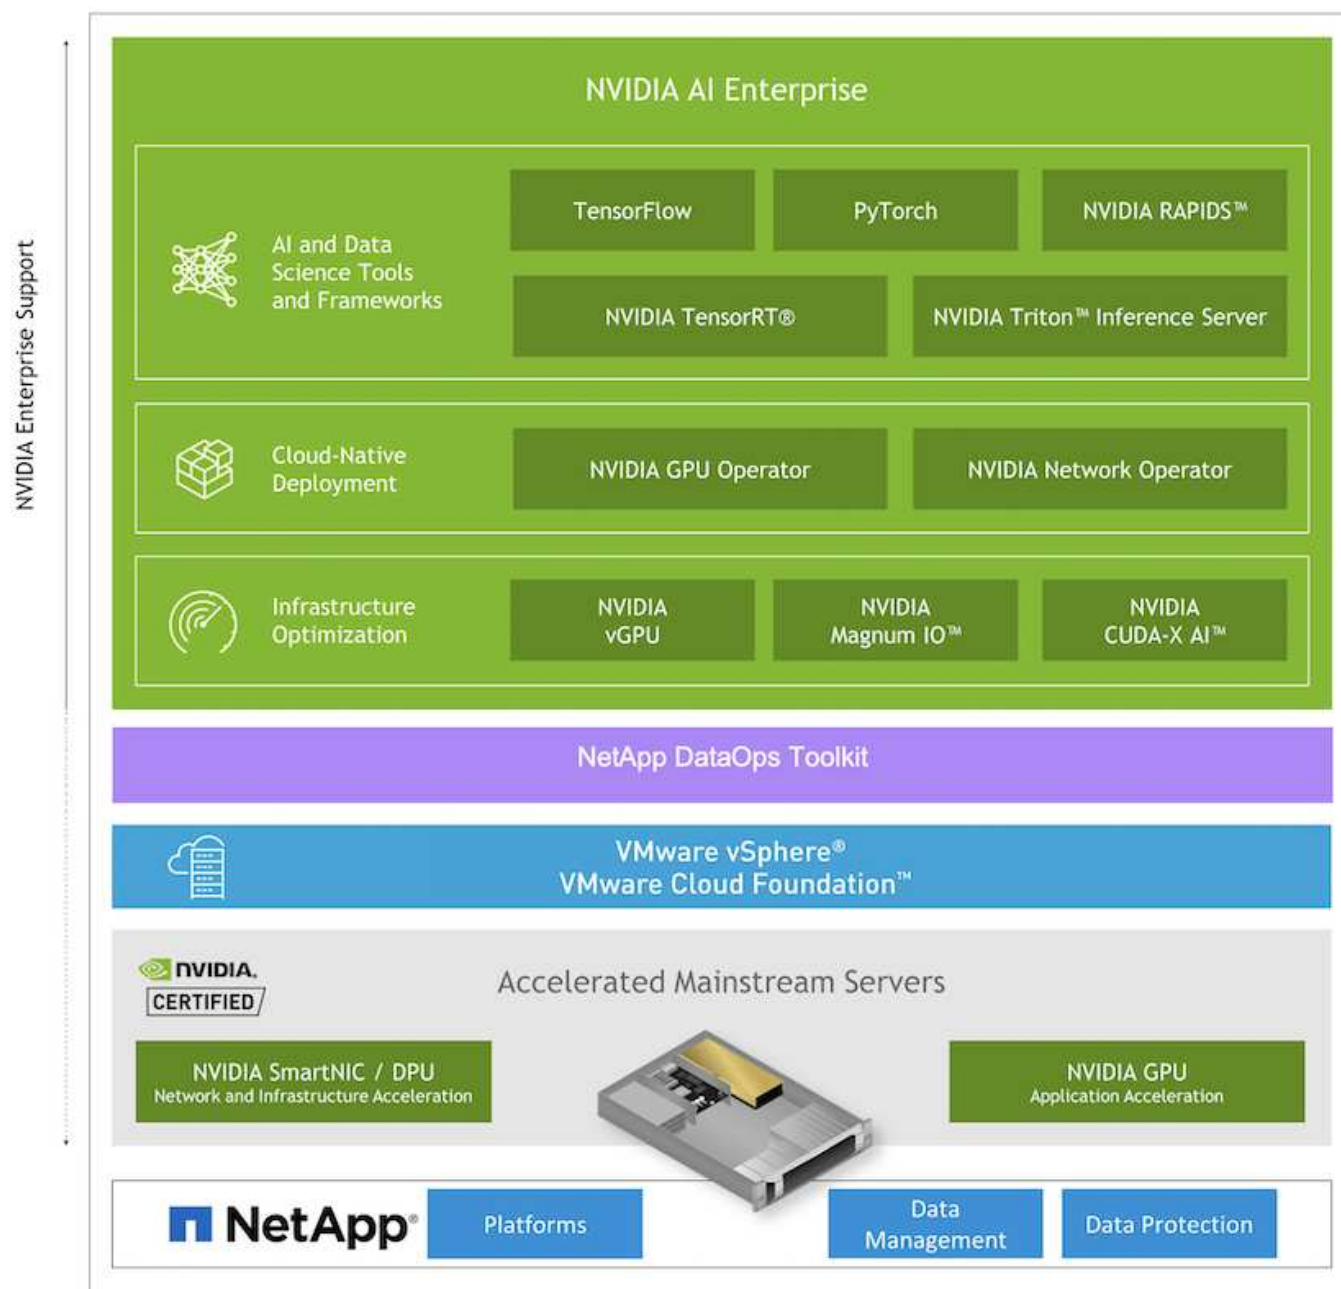 NVIDIA Enterprise Support
NVIDIA AI Enterprise
AI and Data
Science Tools
and Frameworks
TensorFlow
PyTorch
NVIDIA RAPIDS™
NVIDIA TensorRT®
NVIDIA Triton™ Inference Server
Cloud-Native
Deployment
NVIDIA GPU Operator
NVIDIA Network Operator
Infrastructure
Optimization
NVIDIA
vGPU
NVIDIA
Magnum IO™
NVIDIA
CUDA-X AI™
NetApp DataOps Toolkit
VMware vSphere®
VMware Cloud Foundation™
NVIDIA.
CERTIFIED
Accelerated Mainstream Servers
NVIDIA SmartNIC / DPU
Network and Infrastructure Acceleration
NVIDIA GPU
Application Acceleration
NetApp®
Platforms
Data
Management
Data Protection